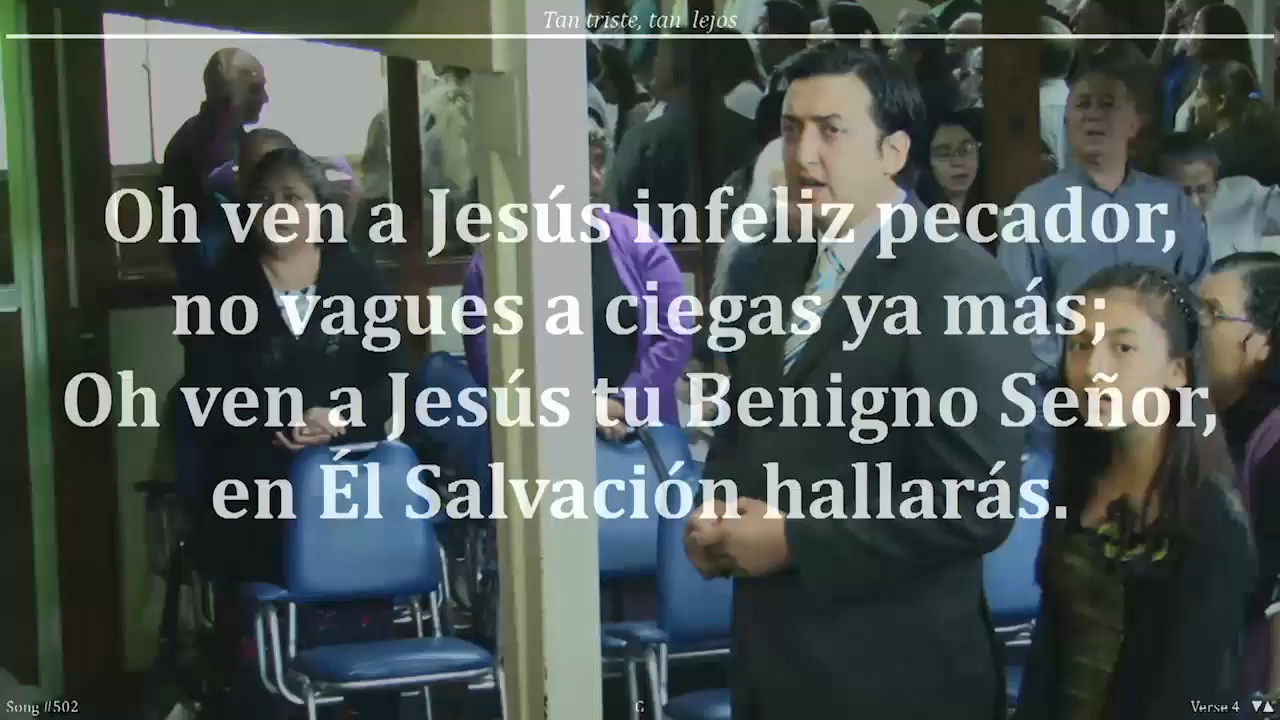 Tan triste, tan lejos
Oh ven a Jesús infeliz pecador,
no vagues a ciegas ya más;
Oh ven a Jesús tu Benigno Señor,
en Él Salvación hallarás.
Song #502
G
Verse 4 ▼▲